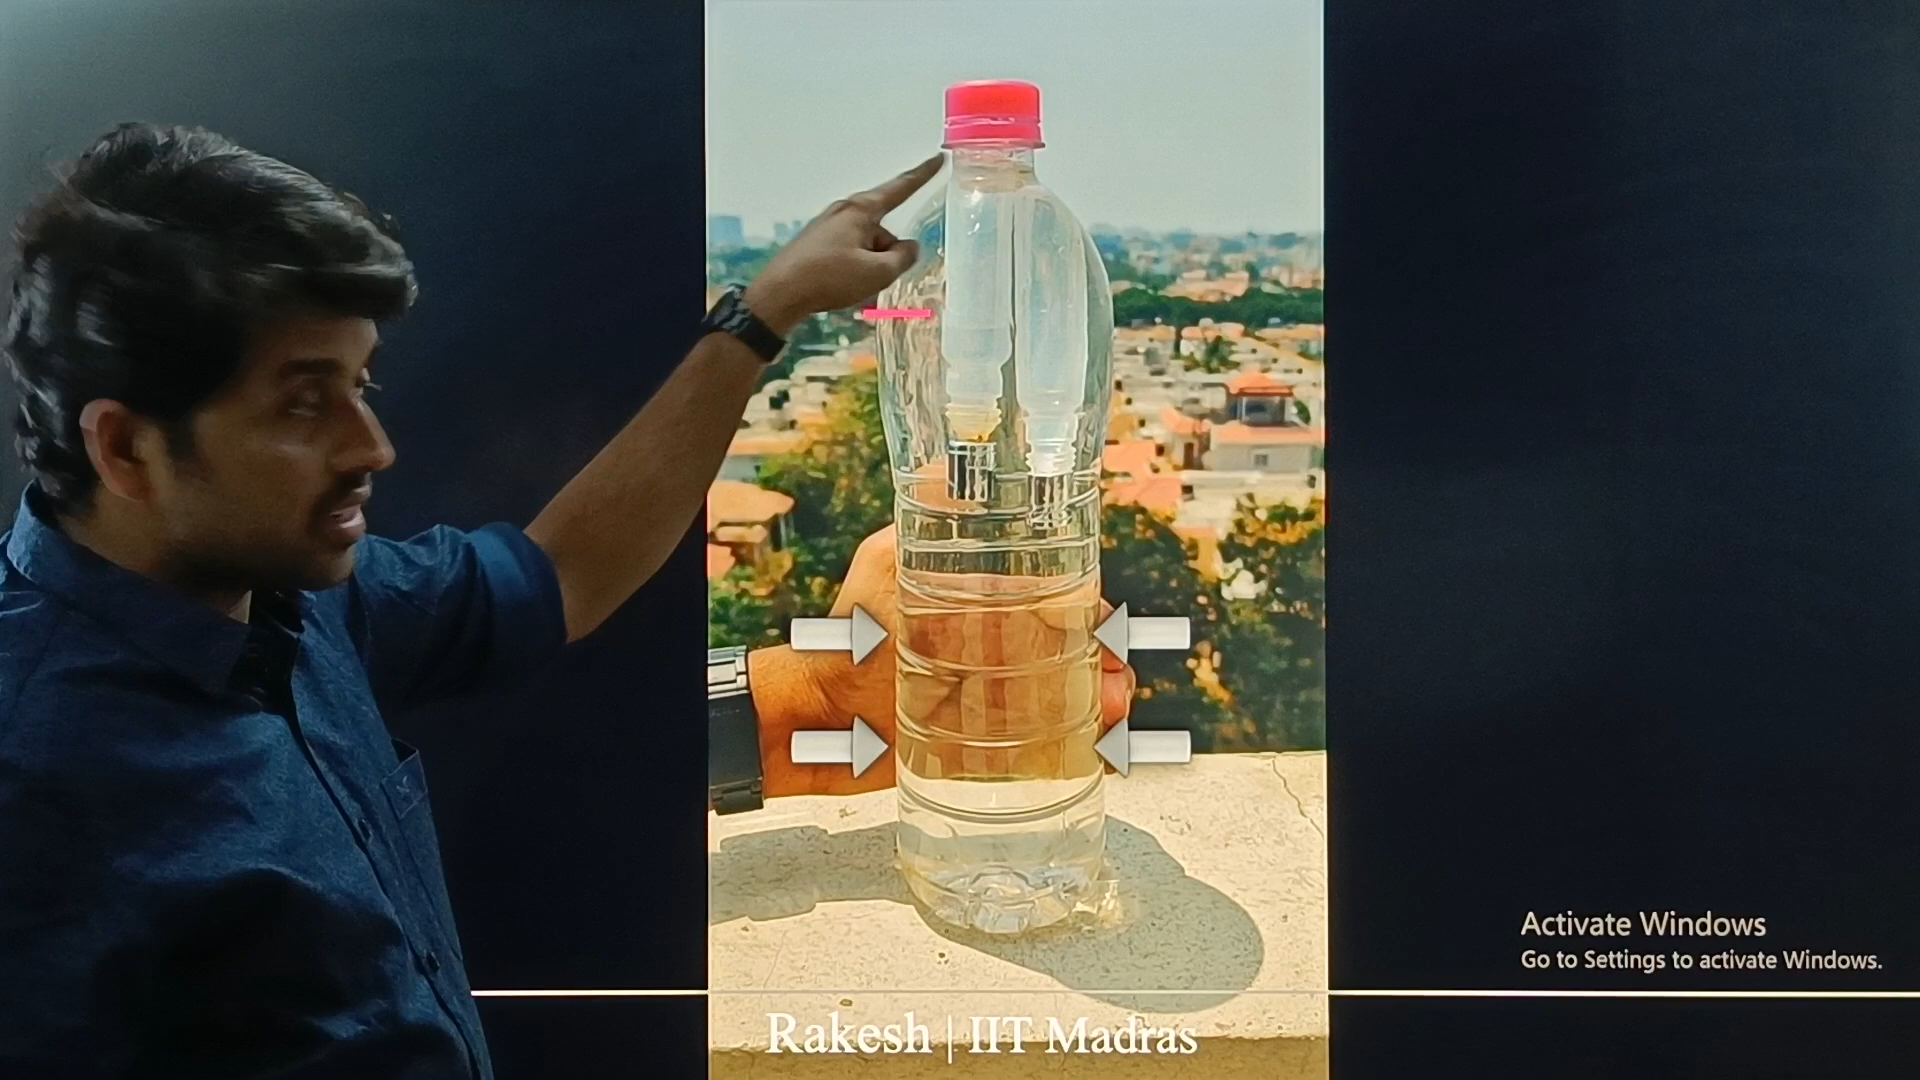 Activate Windows
Go to Settings to activate Windows.
Rakesh | IIT Madras